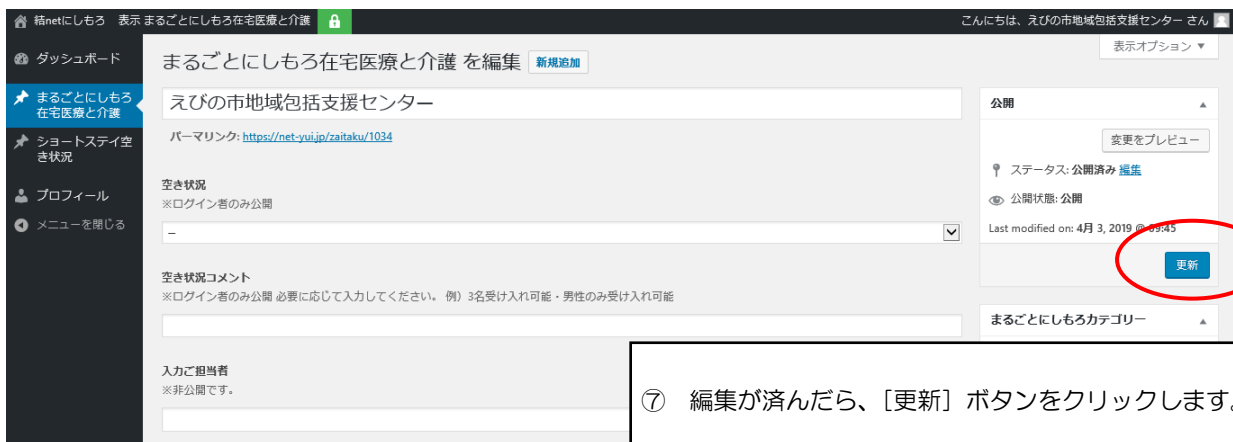 結netにしもろ 表示 まるごとにしもろ在宅医療と介護
こんにちは、えびの市地域包括支援センター さん
表示オプション ▼
ダッシュボード
まるごとにしもろ
在宅医療と介護
ショートステイ空
き状況
プロフィール
メニューを閉じる
まるごとにしもろ在宅医療と介護 を編集 新規追加
えびの市地域包括支援センター
パーマリンク: https://net-yui.jp/zaitaku/1034
空き状況
※ログイン者のみ公開
–
空き状況コメント
※ログイン者のみ公開 必要に応じて入力してください。 例）3名受け入れ可能・男性のみ受け入れ可能
入力ご担当者
※非公開です。
公開
変更をプレビュー
ステータス: 公開済み 編集
公開状態: 公開
Last modified on: 4月 3, 2019 @ 09:45
更新
まるごとにしもろカテゴリー
⑦ 編集が済んだら、［更新］ボタンをクリックします。